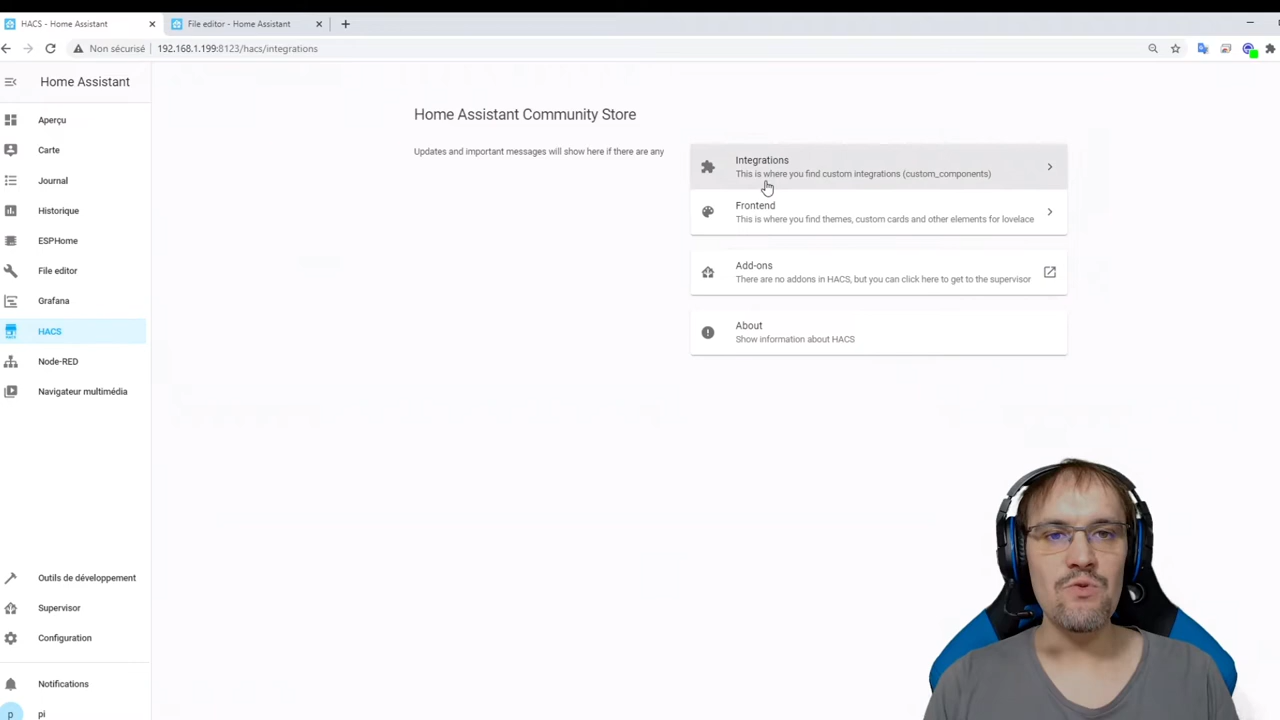 HACS - Home Assistant
File editor - Home Assistant
Non sécurisé
192.168.1.199:8123/hacs/integrations
Home Assistant
Aperçu
Carte
Journal
Historique
ESPHome
File editor
Grafana
HACS
Node-RED
Navigateur multimédia
Outils de développement
Supervisor
Configuration
Notifications
p
pi
Home Assistant Community Store
Updates and important messages will show here if there are any
Integrations
This is where you find custom integrations (custom_components)
Frontend
This is where you find themes, custom cards and other elements for lovelace
Add-ons
There are no addons in HACS, but you can click here to get to the supervisor
About
Show information about HACS